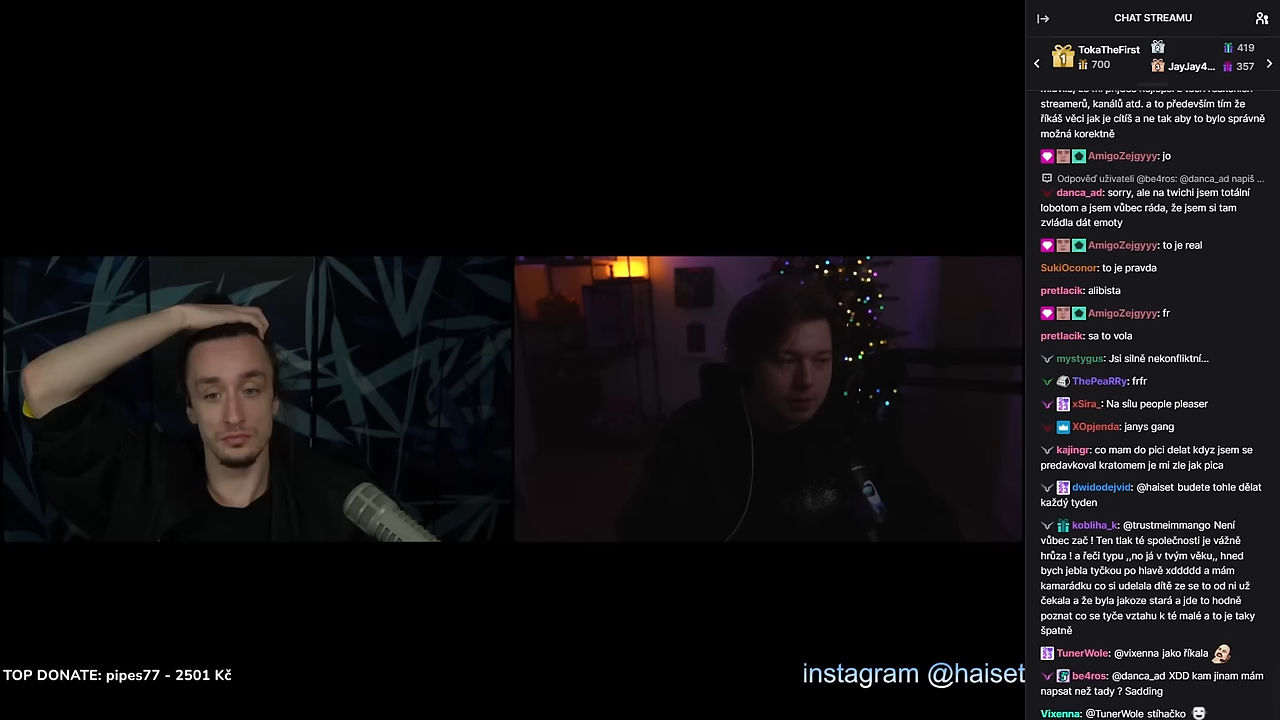 CHAT STREAMU
TokaTheFirst
700
419
JayJay4...
357
streamerů, kanálů atd. a to především tím že
říkáš věci jak je cítíš a ne tak aby to bylo správně
možná korektně
AmigoZejgyyy: jo
Odpověď uživateli @be4ros: @danca_ad napiš ...
danca_ad: sorry, ale na twichi jsem totální
lobotom a jsem vůbec ráda, že jsem si tam
zvládla dát emoty
AmigoZejgyyy: to je real
SukiOconor: to je pravda
pretlacik: alibista
AmigoZejgyyy: fr
pretlacik: sa to vola
mystygus: Jsi silně nekonfliktní...
ThePeaRRy: frfr
xSira_: Na sílu people pleaser
XOpjenda: janys gang
kajingr: co mam do pici delat kdyz jsem se
predavkoval kratomem je mi zle jak pica
dwidodejvid: @haiset budete tohle dělat
každý tyden
kobliha_k: @trustmeimmango Není
vůbec zač ! Ten tlak té společnosti je vážně
hrůza ! a řeči typu ,,no já v tvým věku,, hned
bych jebla tyčkou po hlavě xddddd a mám
kamarádku co si udelala dítě ze se to od ni už
čekala a že byla jakoze stará a jde to hodně
poznat co se tyče vztahu k té malé a to je taky
špatně
TunerWole: @vixenna jako říkala
be4ros: @danca_ad XDD kam jinam mám
napsat než tady ? Sadding
Vixenna: @TunerWole stíhačko
TOP DONATE: pipes77 - 2501 Kč
instagram @haiset